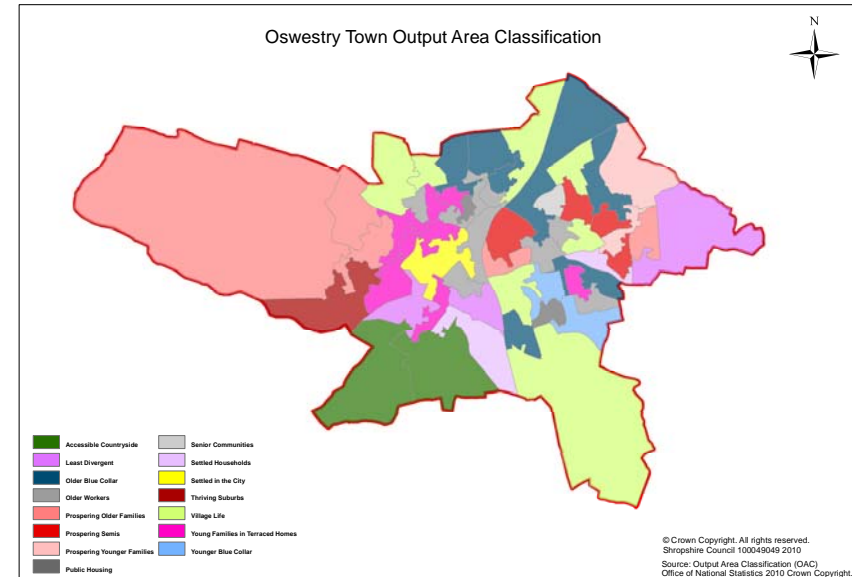 Oswestry Town Output Area Classification
N
Accessible Countryside
Least Divergent
Older Blue Collar
Older Workers
Prospering Older Families
Prospering Semis
Prospering Younger Families
Public Housing
Senior Communities
Settled Households
Settled in the City
Thriving Suburbs
Village Life
Young Families in Terraced Homes
Younger Blue Collar
© Crown Copyright. All rights reserved.
Shropshire Council 100049049 2010
Source: Output Area Classification (OAC)
Office of National Statistics 2010 Crown Copyright.